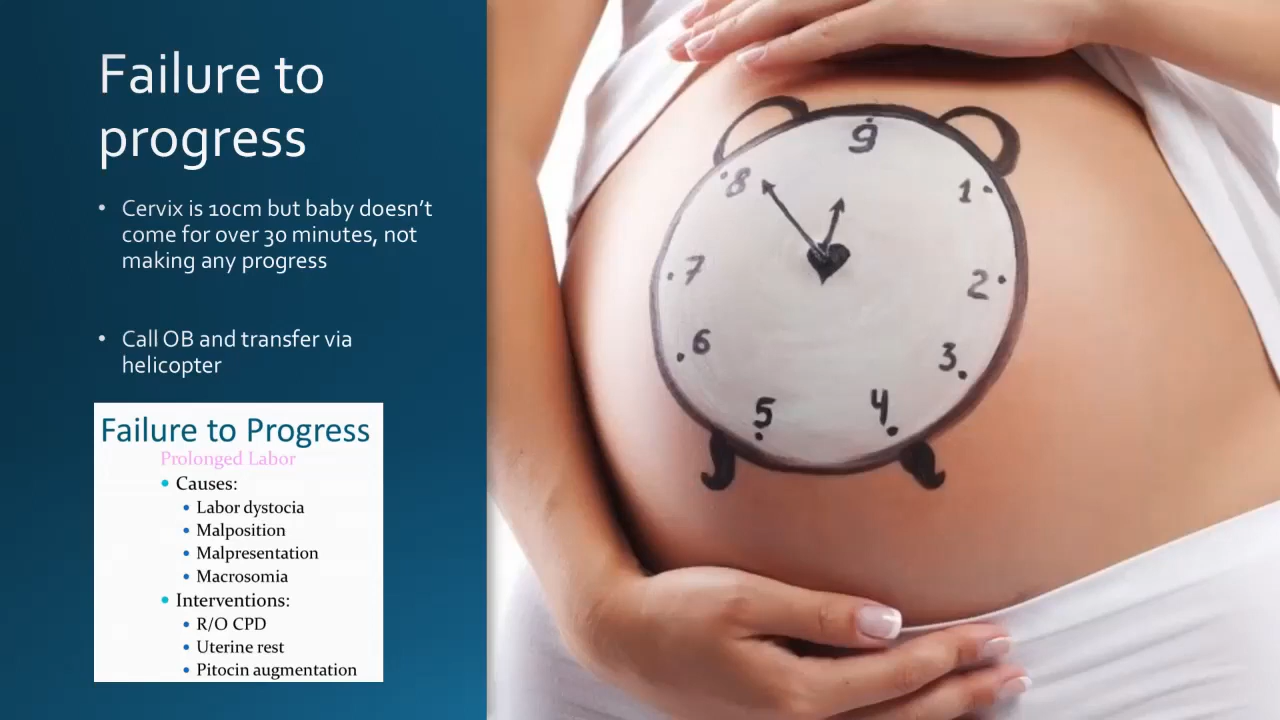 Failure to
progress
• Cervix is 10cm but baby doesn't
come for over 30 minutes, not
making any progress
• Call OB and transfer via
helicopter
Failure to Progress
Prolonged Labor
• Causes:
• Labor dystocia
• Malposition
• Malpresentation
• Macrosomia
• Interventions:
• R/O CPD
• Uterine rest
• Pitocin augmentation
9
8 1
7 2
6 3
5 4